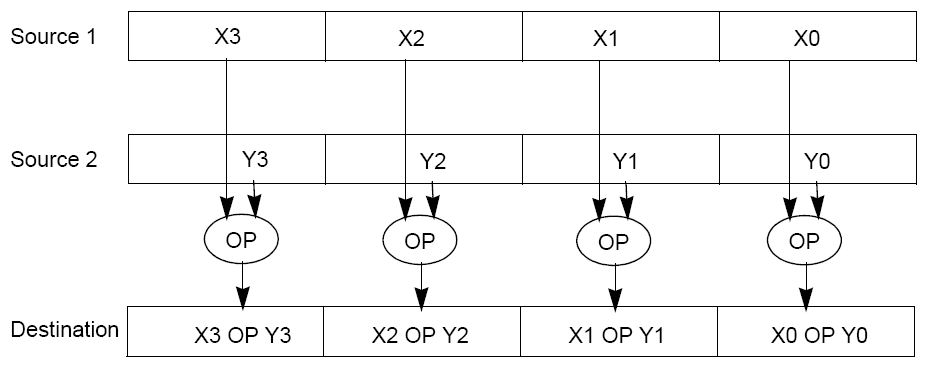 Source 1 X3 X2 X1 X0
Source 2 Y3 Y2 Y1 Y0
OP OP OP OP
Destination X3 OP Y3 X2 OP Y2 X1 OP Y1 X0 OP Y0